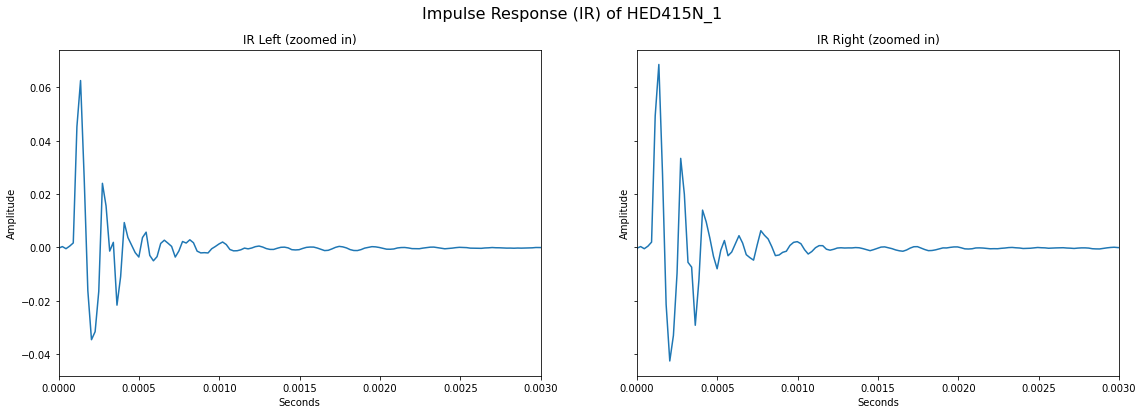 Impulse Response (IR) of HED415N_1
IR Left (zoomed in)
IR Right (zoomed in)
Amplitude
0.06
0.04
0.02
0.00
−0.02
−0.04
0.0000 0.0005 0.0010 0.0015 0.0020 0.0025 0.0030
Seconds
Amplitude
0.0000 0.0005 0.0010 0.0015 0.0020 0.0025 0.0030
Seconds